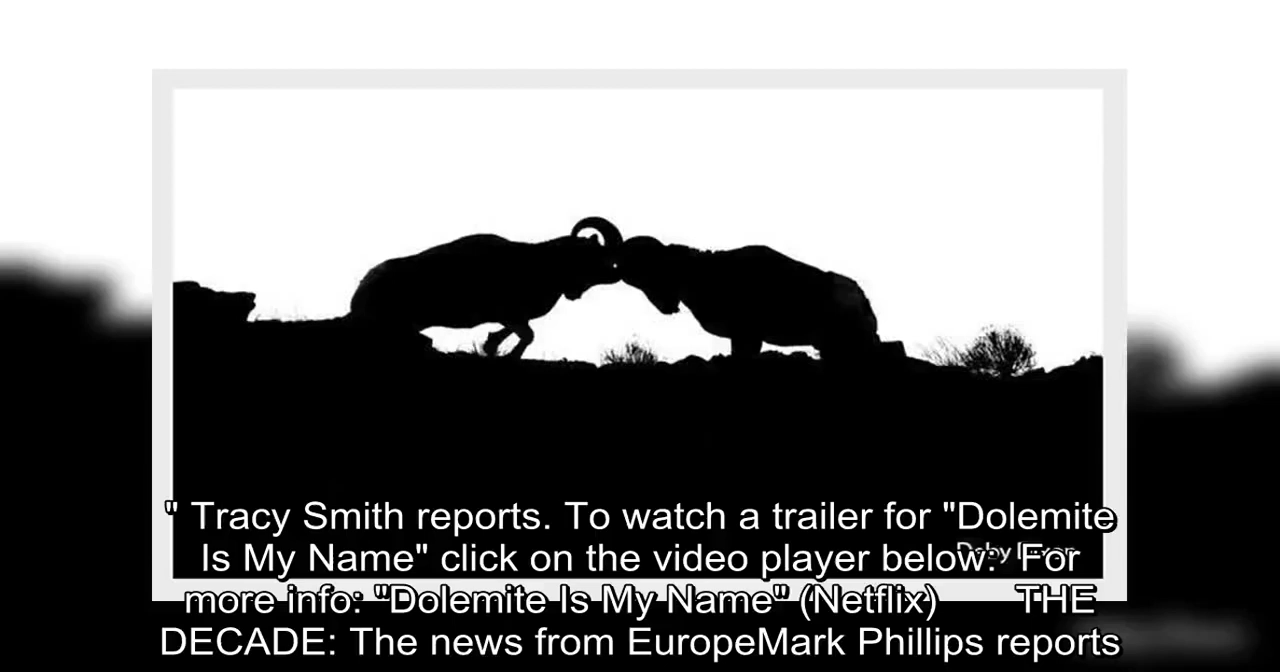 " Tracy Smith reports. To watch a trailer for "Dolemite
Is My Name" click on the video player below:  For
more info: "Dolemite Is My Name" (Netflix)        THE
DECADE: The news from EuropeMark Phillips reports